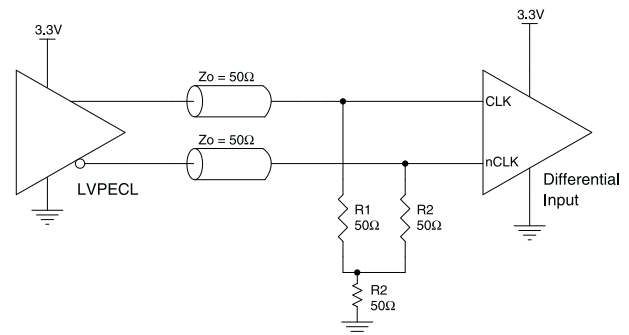 3.3V
3.3V
Zo = 50Ω
CLK
Zo = 50Ω
nCLK
LVPECL
Differential
Input
R1
50Ω
R2
50Ω
R2
50Ω